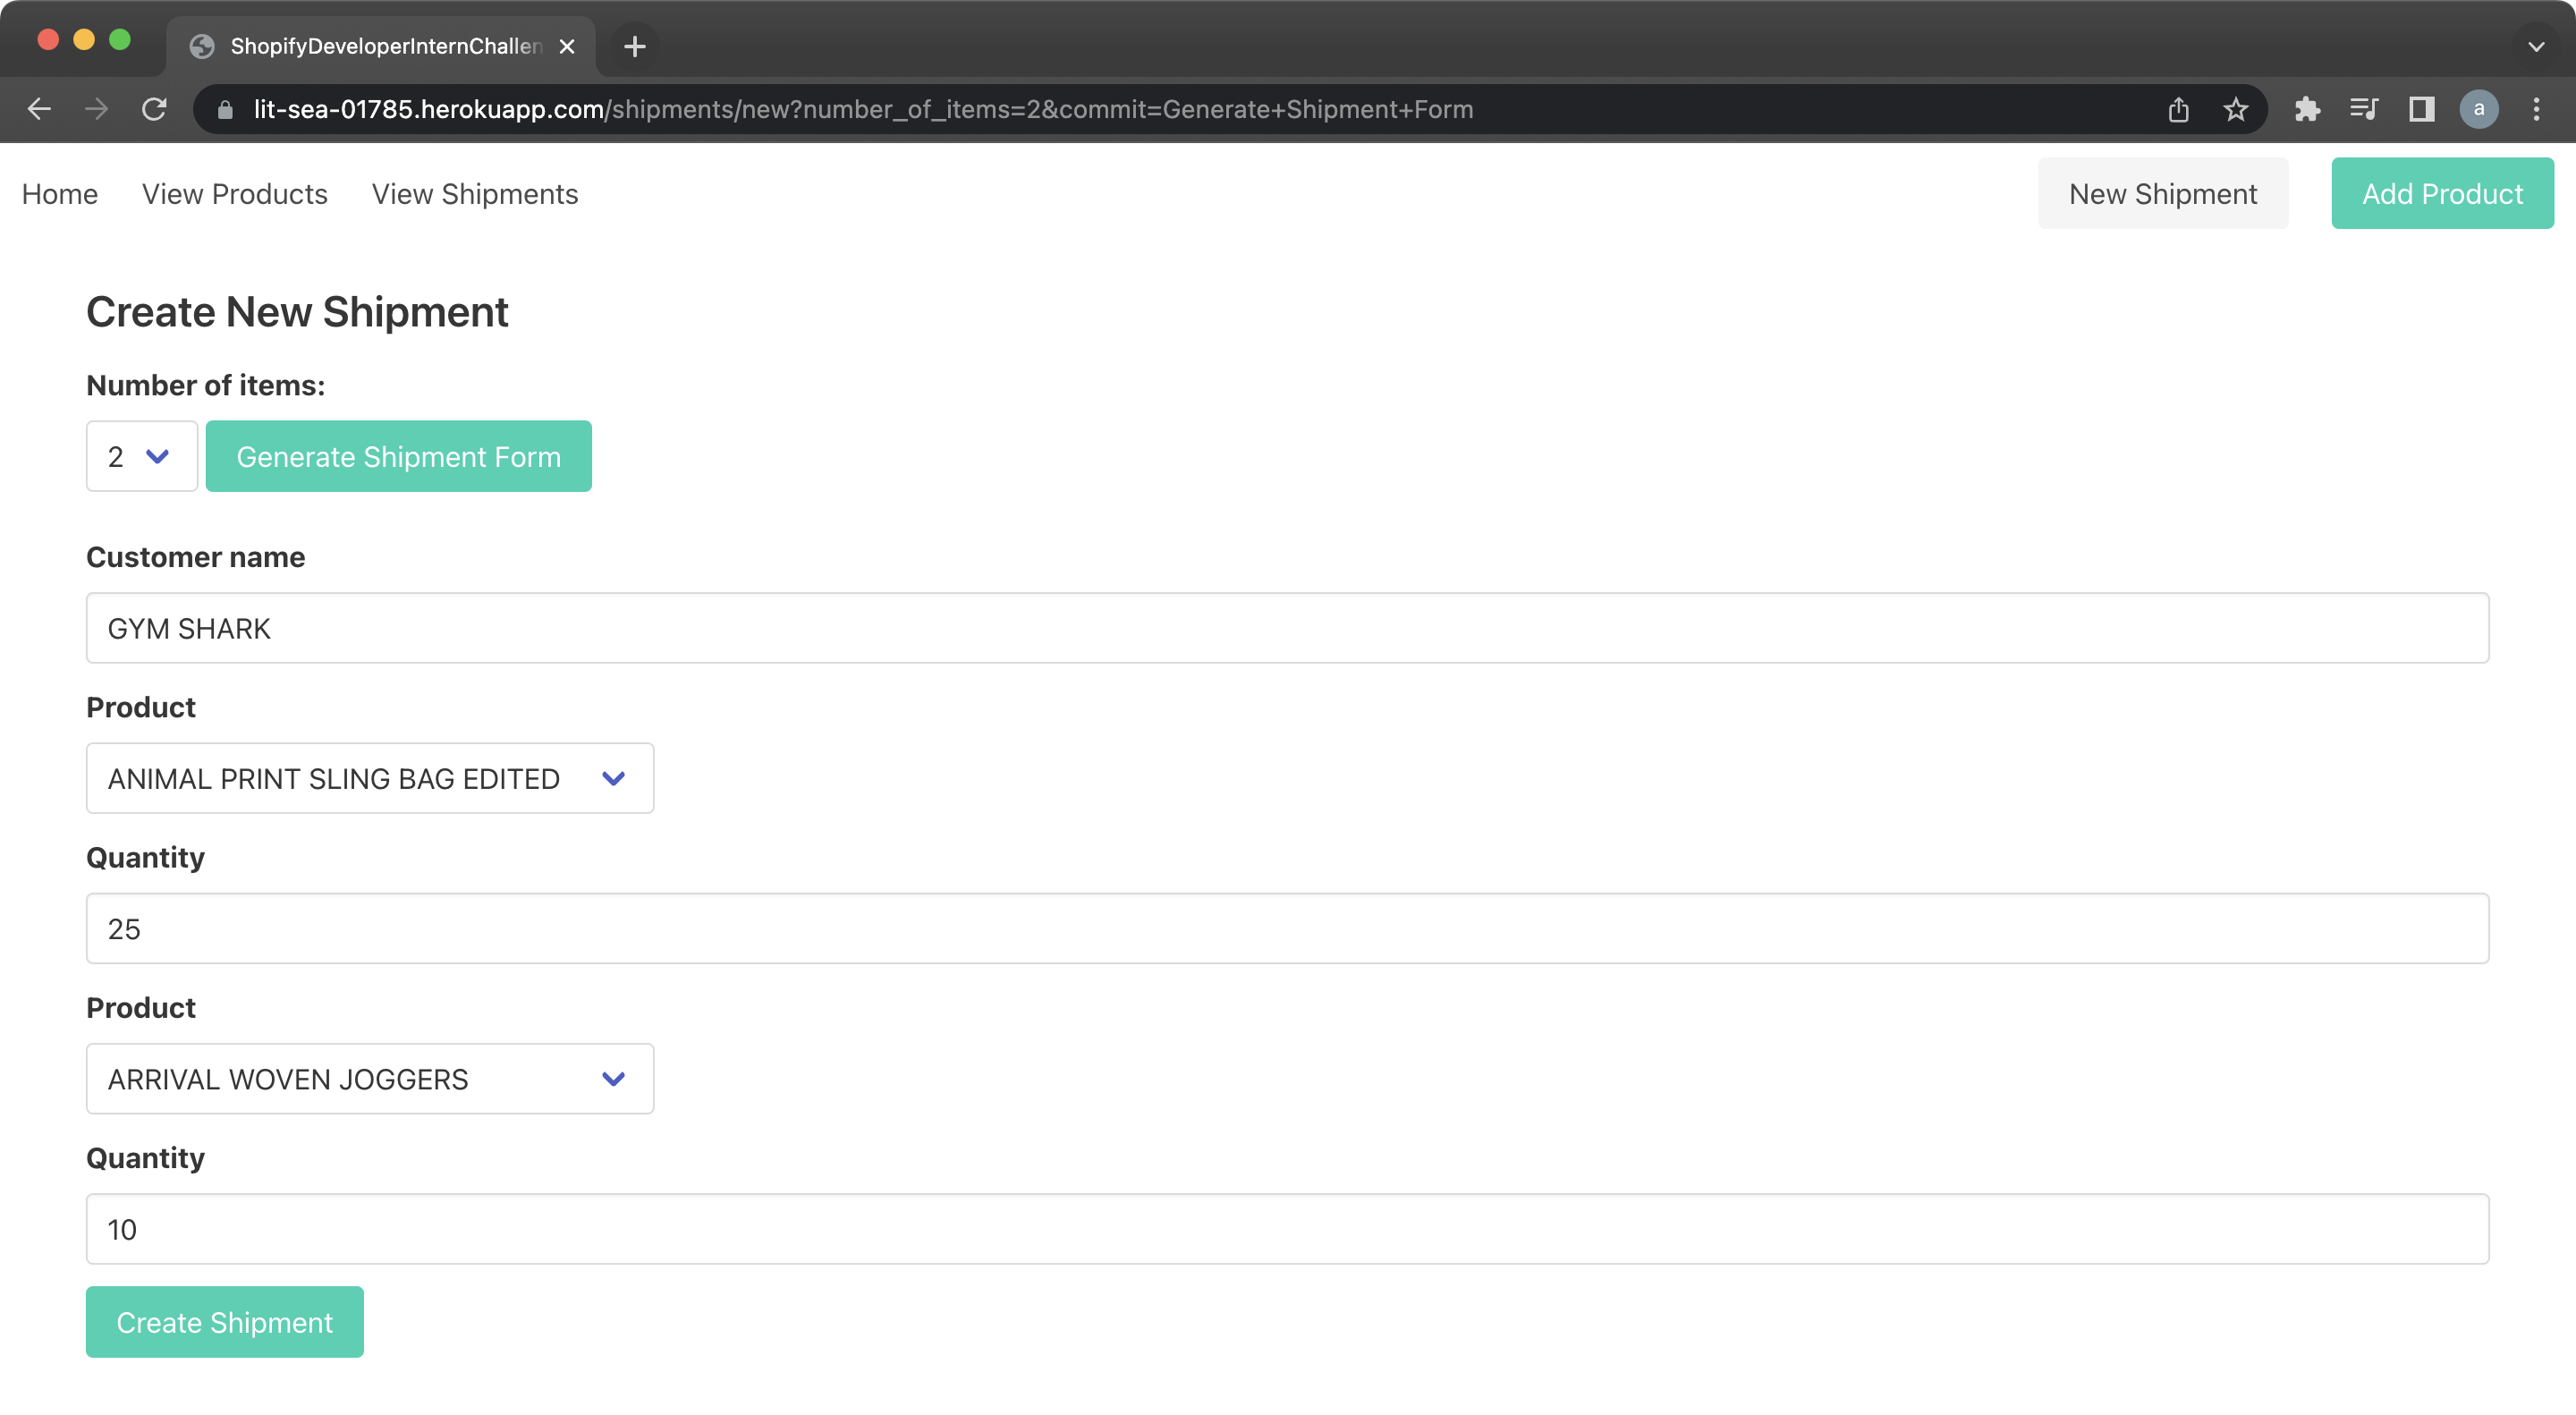 ShopifyDeveloperInternChallen
lit-sea-01785.herokuapp.com/shipments/new?number_of_items=2&commit=Generate+Shipment+Form
a
Home View Products View Shipments New Shipment Add Product
Create New Shipment
Number of items:
2 Generate Shipment Form
Customer name
GYM SHARK
Product
ANIMAL PRINT SLING BAG EDITED
Quantity
25
Product
ARRIVAL WOVEN JOGGERS
Quantity
10
Create Shipment